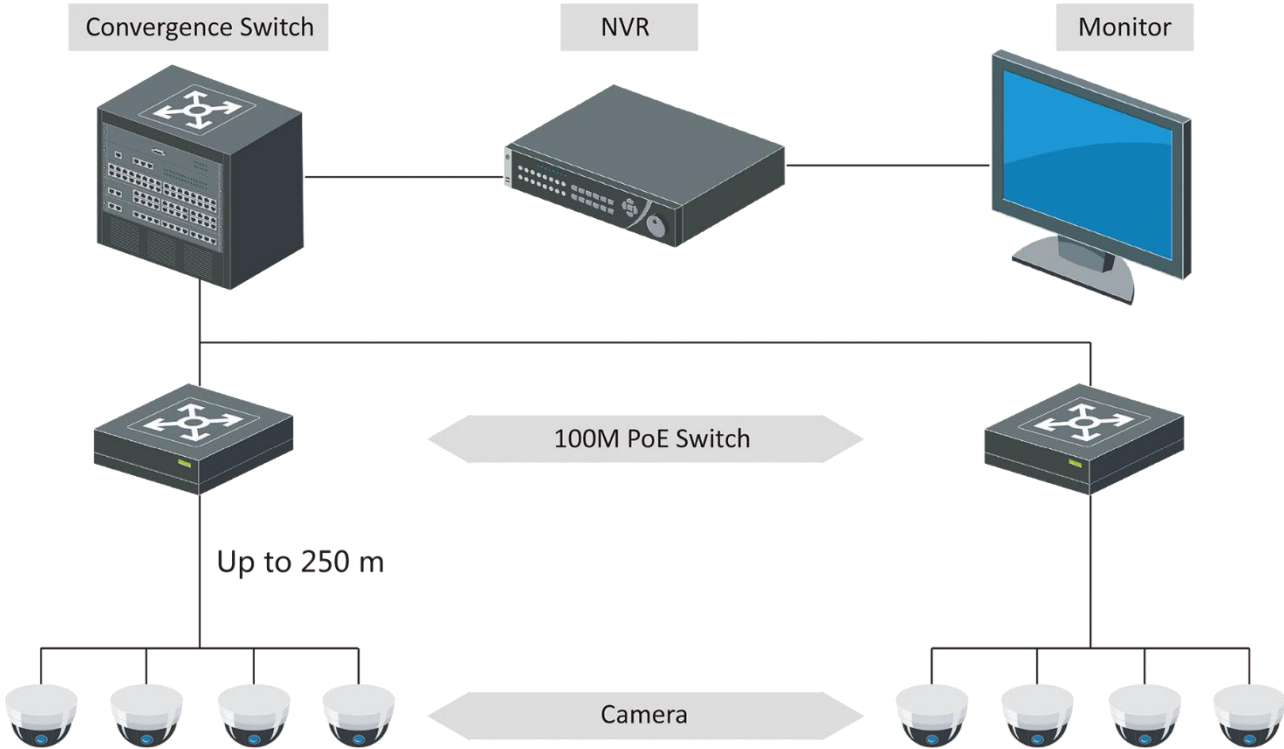 Convergence Switch
NVR
Monitor
100M PoE Switch
Up to 250 m
Camera